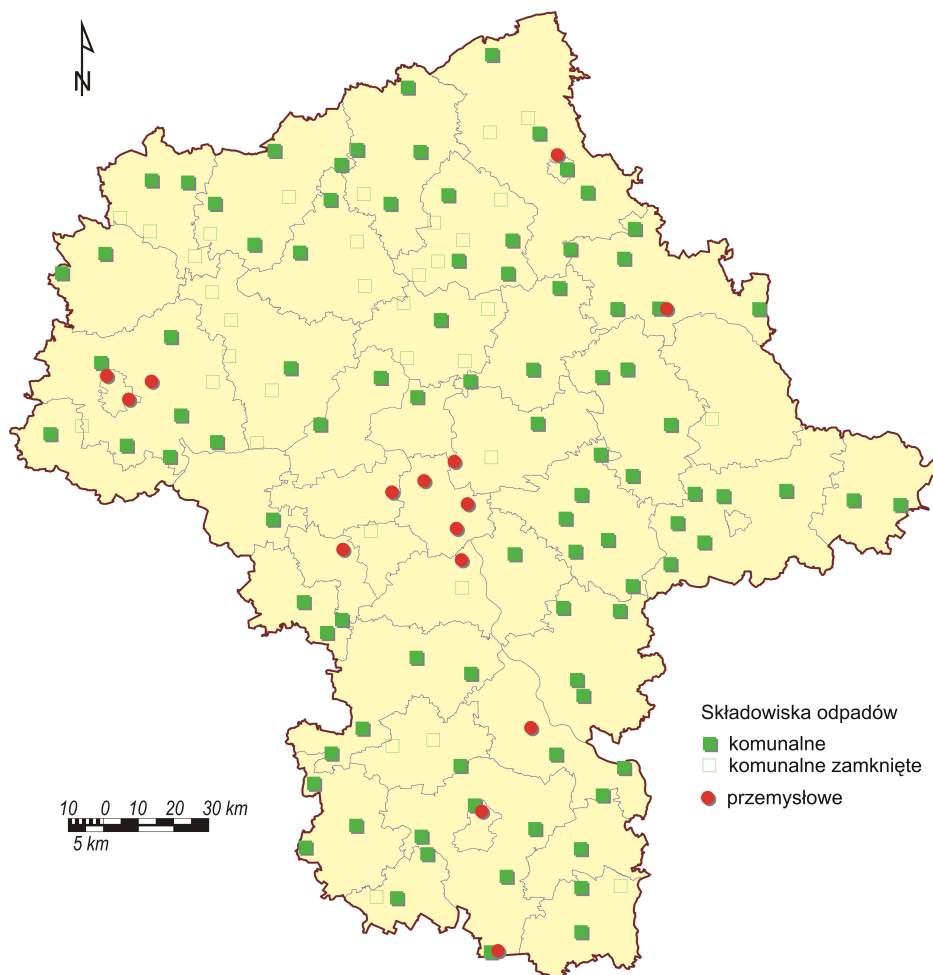 N
Składowiska odpadów
komunalne
komunalne zamknięte
przemysłowe
10 0 10 20 30 km
5 km